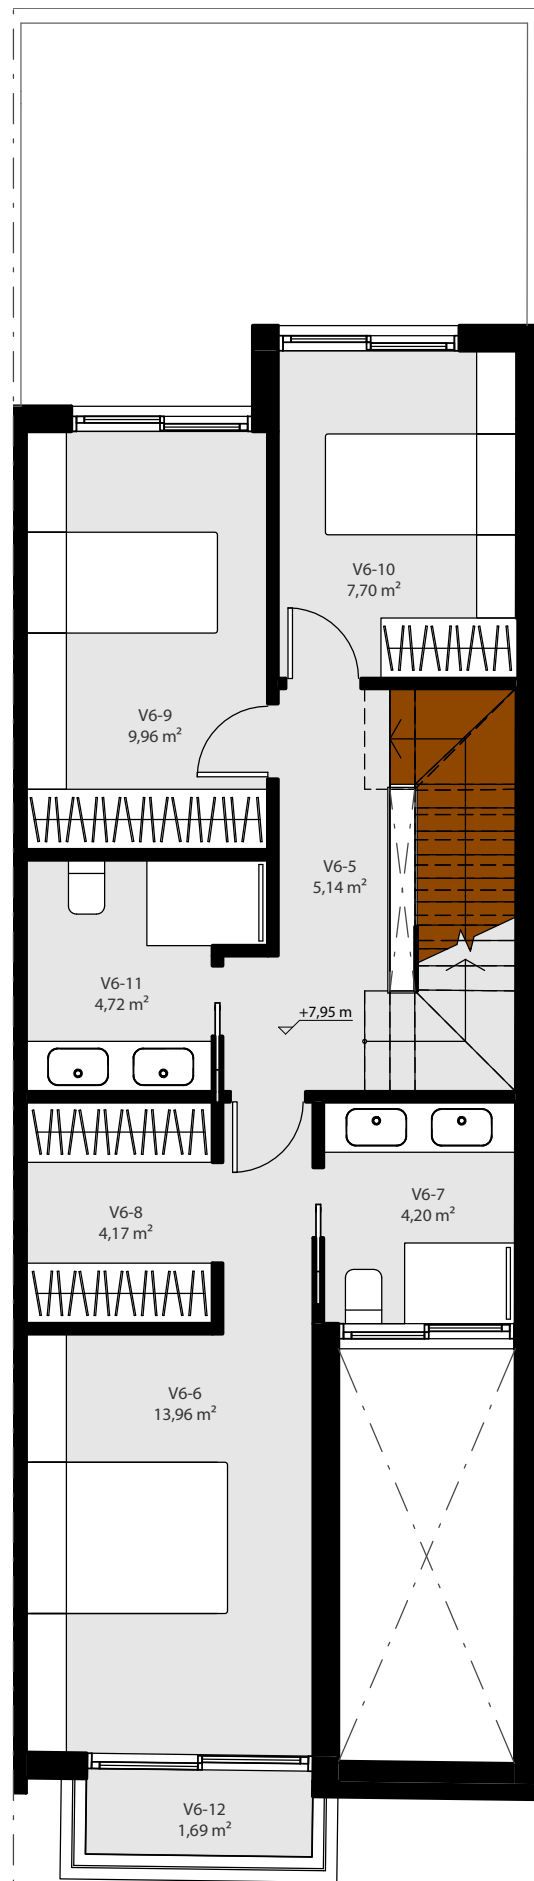 V6-10
7,70 m²
V6-9
9,96 m²
V6-5
5,14 m²
V6-11
4,72 m²
+7,95 m
V6-8
4,17 m²
V6-7
4,20 m²
V6-6
13,96 m²
V6-12
1,69 m²